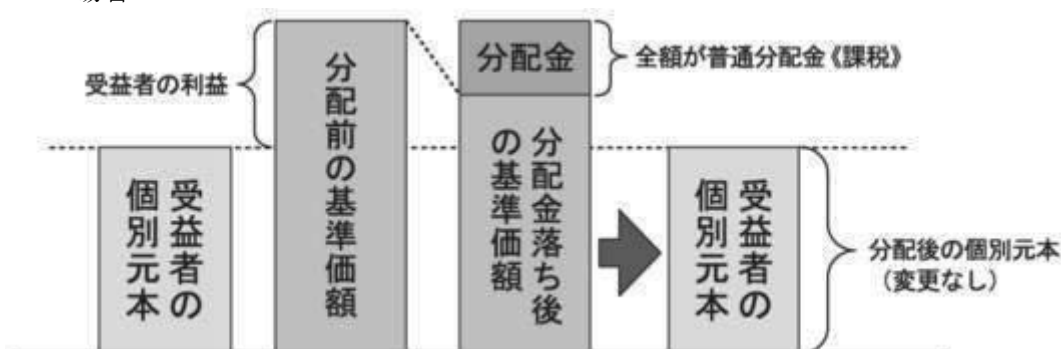 受益者の利益
分配前の基準価額
分配金
全額が普通分配金《課税》
受益者の
個別元本
分配金落ち後
の基準価額
受益者の
個別元本
分配後の個別元本
（変更なし）